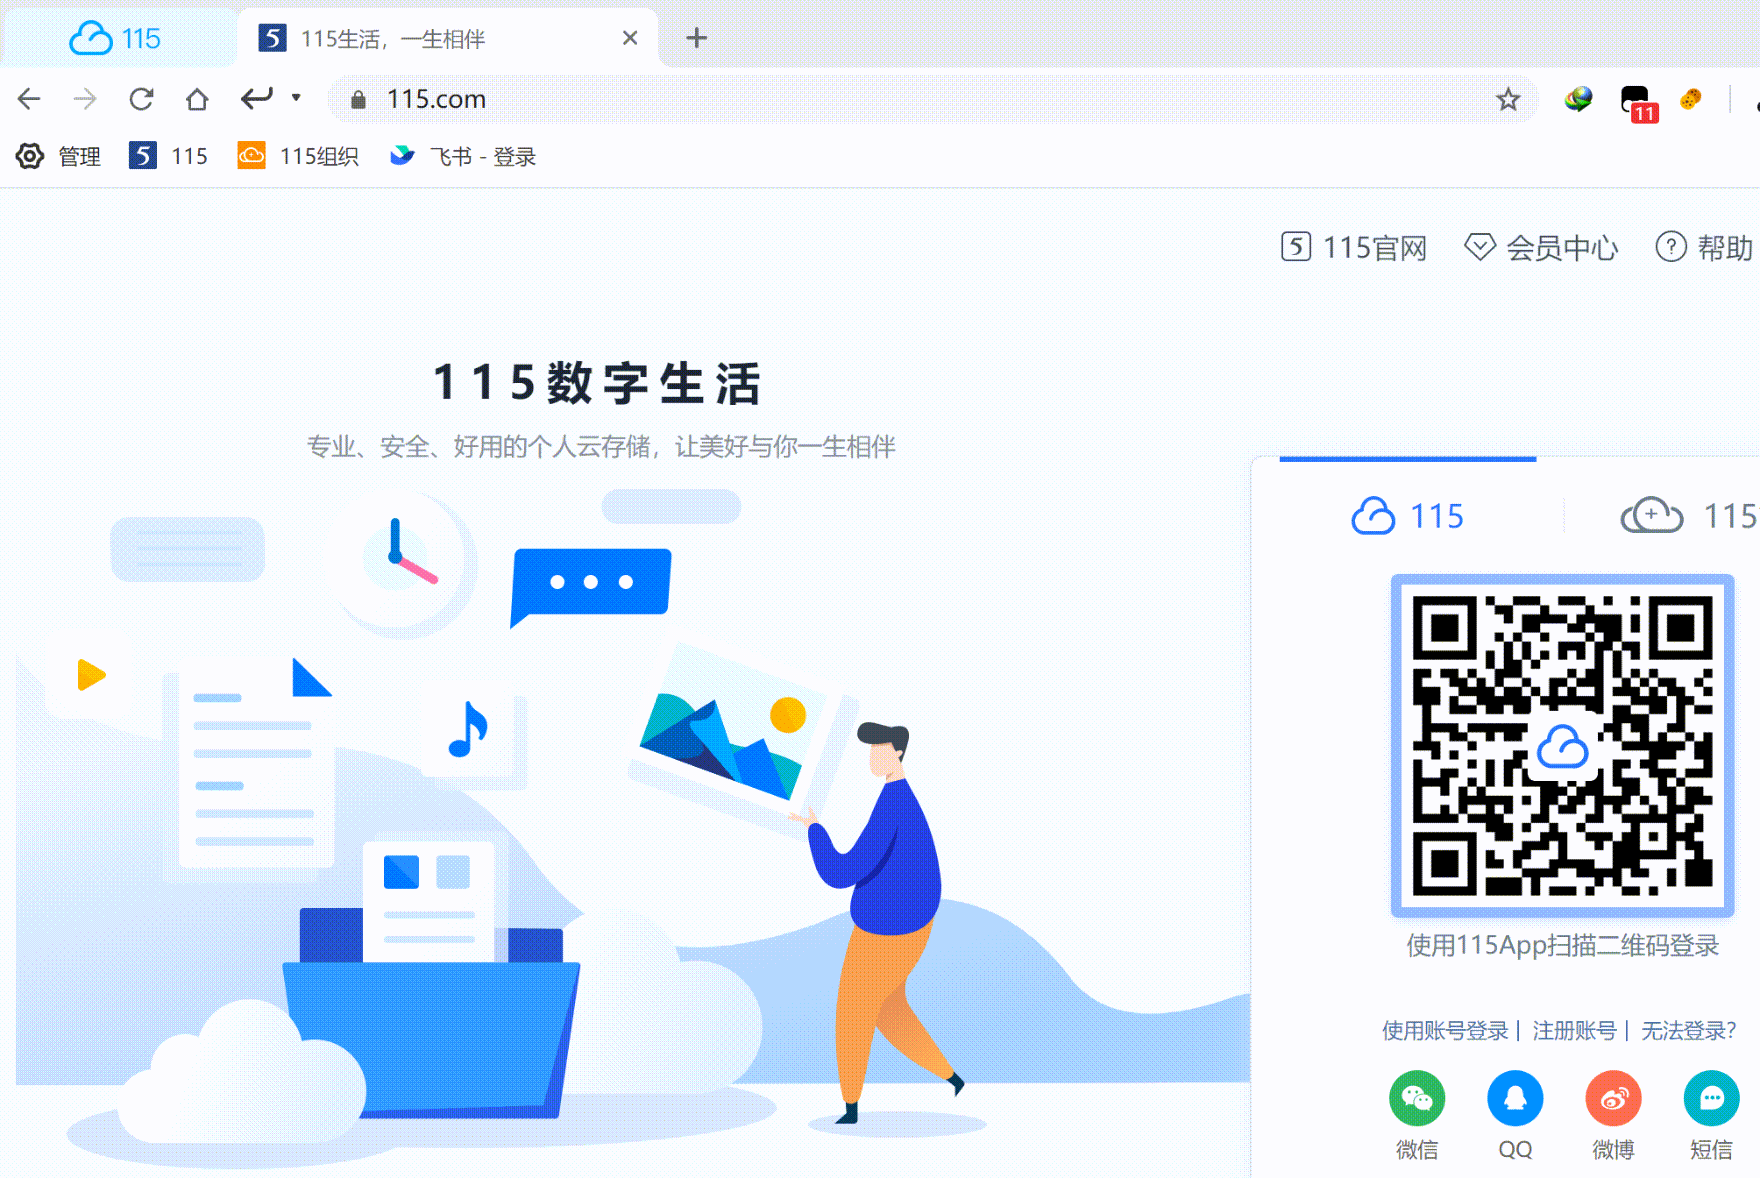 115
5 115生活，一生相伴
115.com
11
管理
5 115
115组织
飞书 - 登录
5 115官网
会员中心
? 帮助
115数字生活
专业、安全、好用的个人云存储，让美好与你一生相伴
115
115
使用115App扫描二维码登录
使用账号登录 | 注册账号 | 无法登录?
微信
QQ
微博
短信